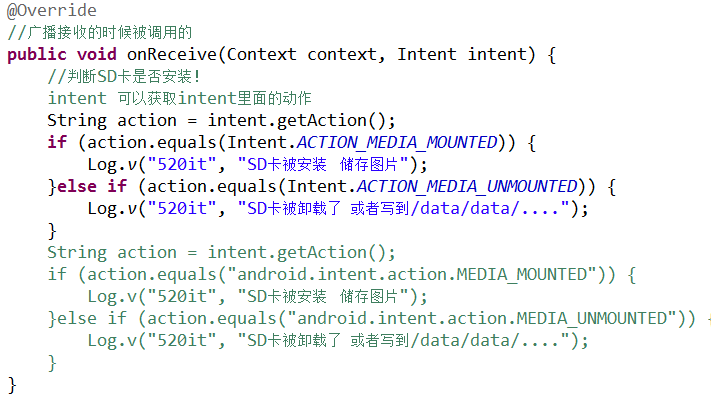 @Override
//广播接收的时候被调用的
public void onReceive(Context context, Intent intent) {
    //判断SD卡是否安装!
    intent 可以获取intent里面的动作
    String action = intent.getAction();
    if (action.equals(Intent.ACTION_MEDIA_MOUNTED)) {
        Log.v("520it", "SD卡被安装 储存图片");
    }else if (action.equals(Intent.ACTION_MEDIA_UNMOUNTED)) {
        Log.v("520it", "SD卡被卸载了 或者写到/data/data/....");
    }
    String action = intent.getAction();
    if (action.equals("android.intent.action.MEDIA_MOUNTED")) {
        Log.v("520it", "SD卡被安装 储存图片");
    }else if (action.equals("android.intent.action.MEDIA_UNMOUNTED")) {
        Log.v("520it", "SD卡被卸载了 或者写到/data/data/....");
    }
}